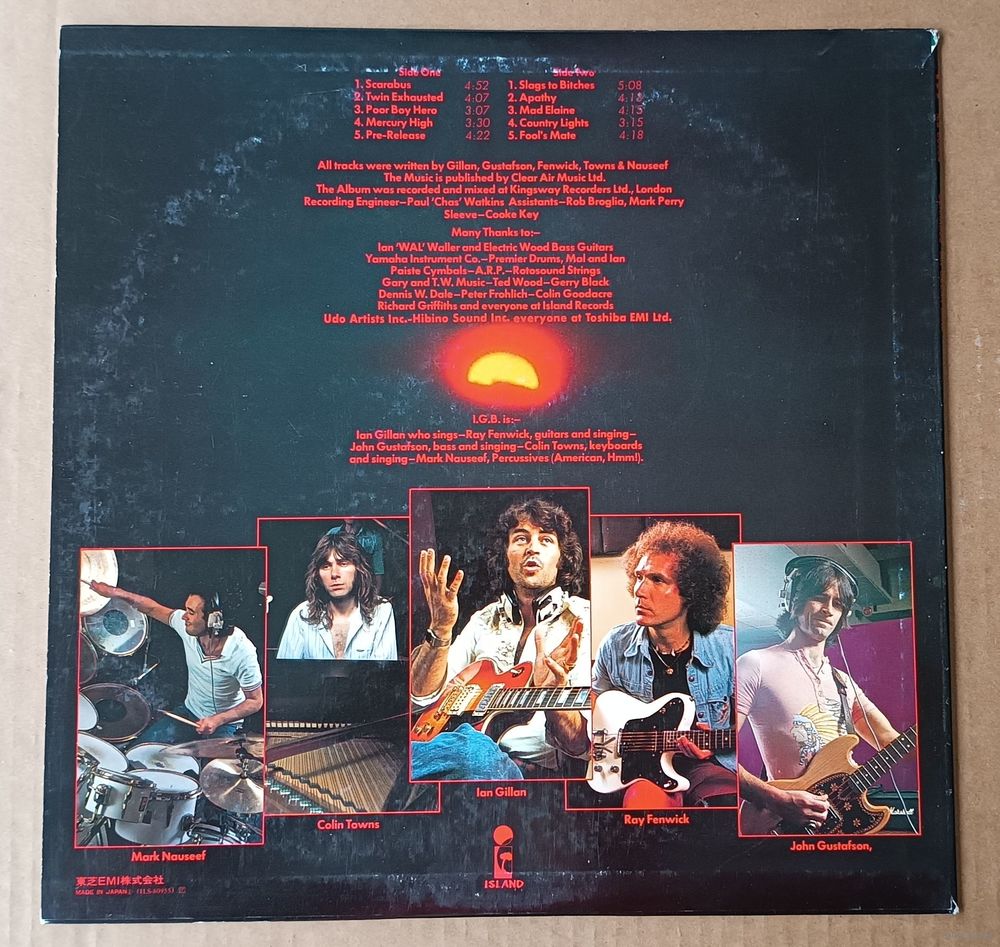 Side One
1. Scarabus 4:52
2. Twin Exhausted 4:07
3. Poor Boy Hero 3:07
4. Mercury High 3:30
5. Pre-Release 4:22
Side Two
1. Slags to Bitches 5:08
2. Apathy
3. Mad Elaine 4:15
4. Country Lights 3:15
5. Fool's Mate 4:18
All tracks were written by Gillan, Gustafson, Fenwick, Towns & Nauseef
The Music is published by Clear Air Music Ltd.
The Album was recorded and mixed at Kingsway Recorders Ltd., London
Recording Engineer–Paul 'Chas' Watkins Assistants–Rob Broglia, Mark Perry
Sleeve–Cooke Key
Many Thanks to:–
Ian 'WAL' Waller and Electric Wood Bass Guitars
Yamaha Instrument Co.–Premier Drums, Mal and Ian
Paiste Cymbals–A.R.P.–Rotosound Strings
Gary and T.W. Music–Ted Wood–Gerry Black
Dennis W. Dale–Peter Frohlich–Colin Goodacre
Richard Griffiths and everyone at Island Records
Udo Artists Inc.-Hibino Sound Inc. everyone at Toshiba EMI Ltd.
I.G.B. is:–
Ian Gillan who sings–Ray Fenwick, guitars and singing–
John Gustafson, bass and singing–Colin Towns, keyboards
and singing–Mark Nauseef, Percussives (American, Hmm!).
Marshall
Ian Gillan
Colin Towns
Ray Fenwick
John Gustafson,
Mark Nauseef
ISLAND
東芝EMI株式会社
MADE IN JAPAN (ILS-80955)